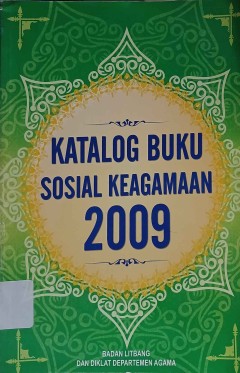 KATALOG BUKU
SOSIAL KEAGAMAAN
2009
BADAN LITBANG
DAN DIKLAT DEPARTEMEN AGAMA